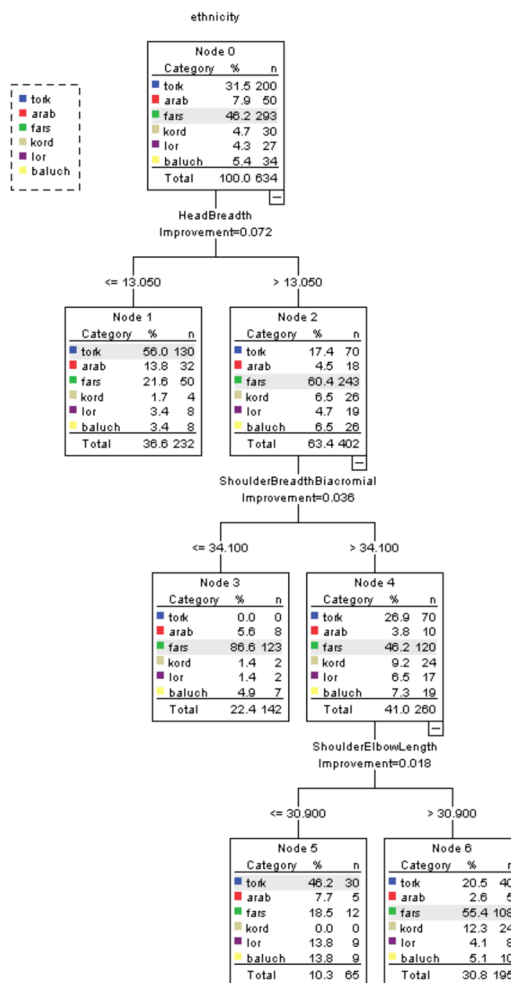 ethnicity
tork
arab
fars
kord
lor
baluch
Node 0
Category % n
tork 31.5 200
arab 7.9 50
fars 46.2 293
kord 4.7 30
lor 4.3 27
baluch 5.4 34
Total 100.0 634
HeadBreadth
Improvement=0.072
<= 13.050
> 13.050
Node 1
Category % n
tork 56.0 130
arab 13.8 32
fars 21.6 50
kord 1.7 4
lor 3.4 8
baluch 3.4 8
Total 36.6 232
Node 2
Category % n
tork 17.4 70
arab 4.5 18
fars 60.4 243
kord 6.5 26
lor 4.7 19
baluch 6.5 26
Total 63.4 402
ShoulderBreadthBiacromial
Improvement=0.036
<= 34.100
> 34.100
Node 3
Category % n
tork 0.0 0
arab 5.6 8
fars 86.6 123
kord 1.4 2
lor 1.4 2
baluch 4.9 7
Total 22.4 142
Node 4
Category % n
tork 26.9 70
arab 3.8 10
fars 46.2 120
kord 9.2 24
lor 6.5 17
baluch 7.3 19
Total 41.0 260
ShoulderElbowLength
Improvement=0.018
<= 30.900
> 30.900
Node 5
Category % n
tork 46.2 30
arab 7.7 5
fars 18.5 12
kord 0.0 0
lor 13.8 9
baluch 13.8 9
Total 10.3 65
Node 6
Category % n
tork 20.5 40
arab 2.6 5
fars 55.4 108
kord 12.3 24
lor 4.1 8
baluch 5.1 10
Total 30.8 195